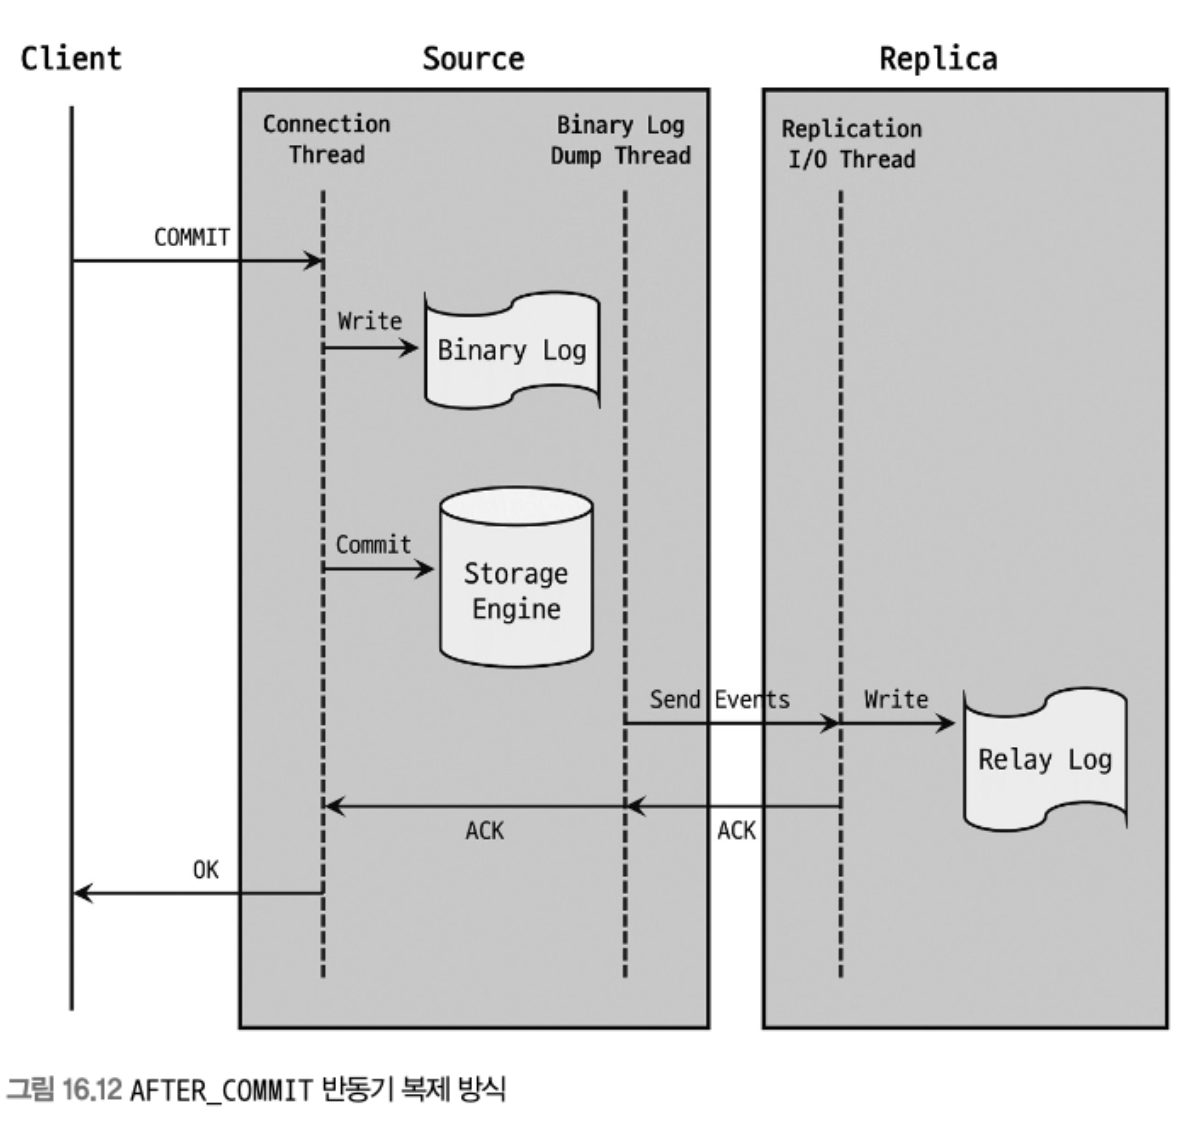 Client
Source
Replica
Connection
Thread
Binary Log
Dump Thread
Replication
I/O Thread
COMMIT
Write
Binary Log
Commit
Storage
Engine
Send Events
Write
Relay Log
ACK
ACK
OK
그림 16.12 AFTER_COMMIT 반동기 복제 방식